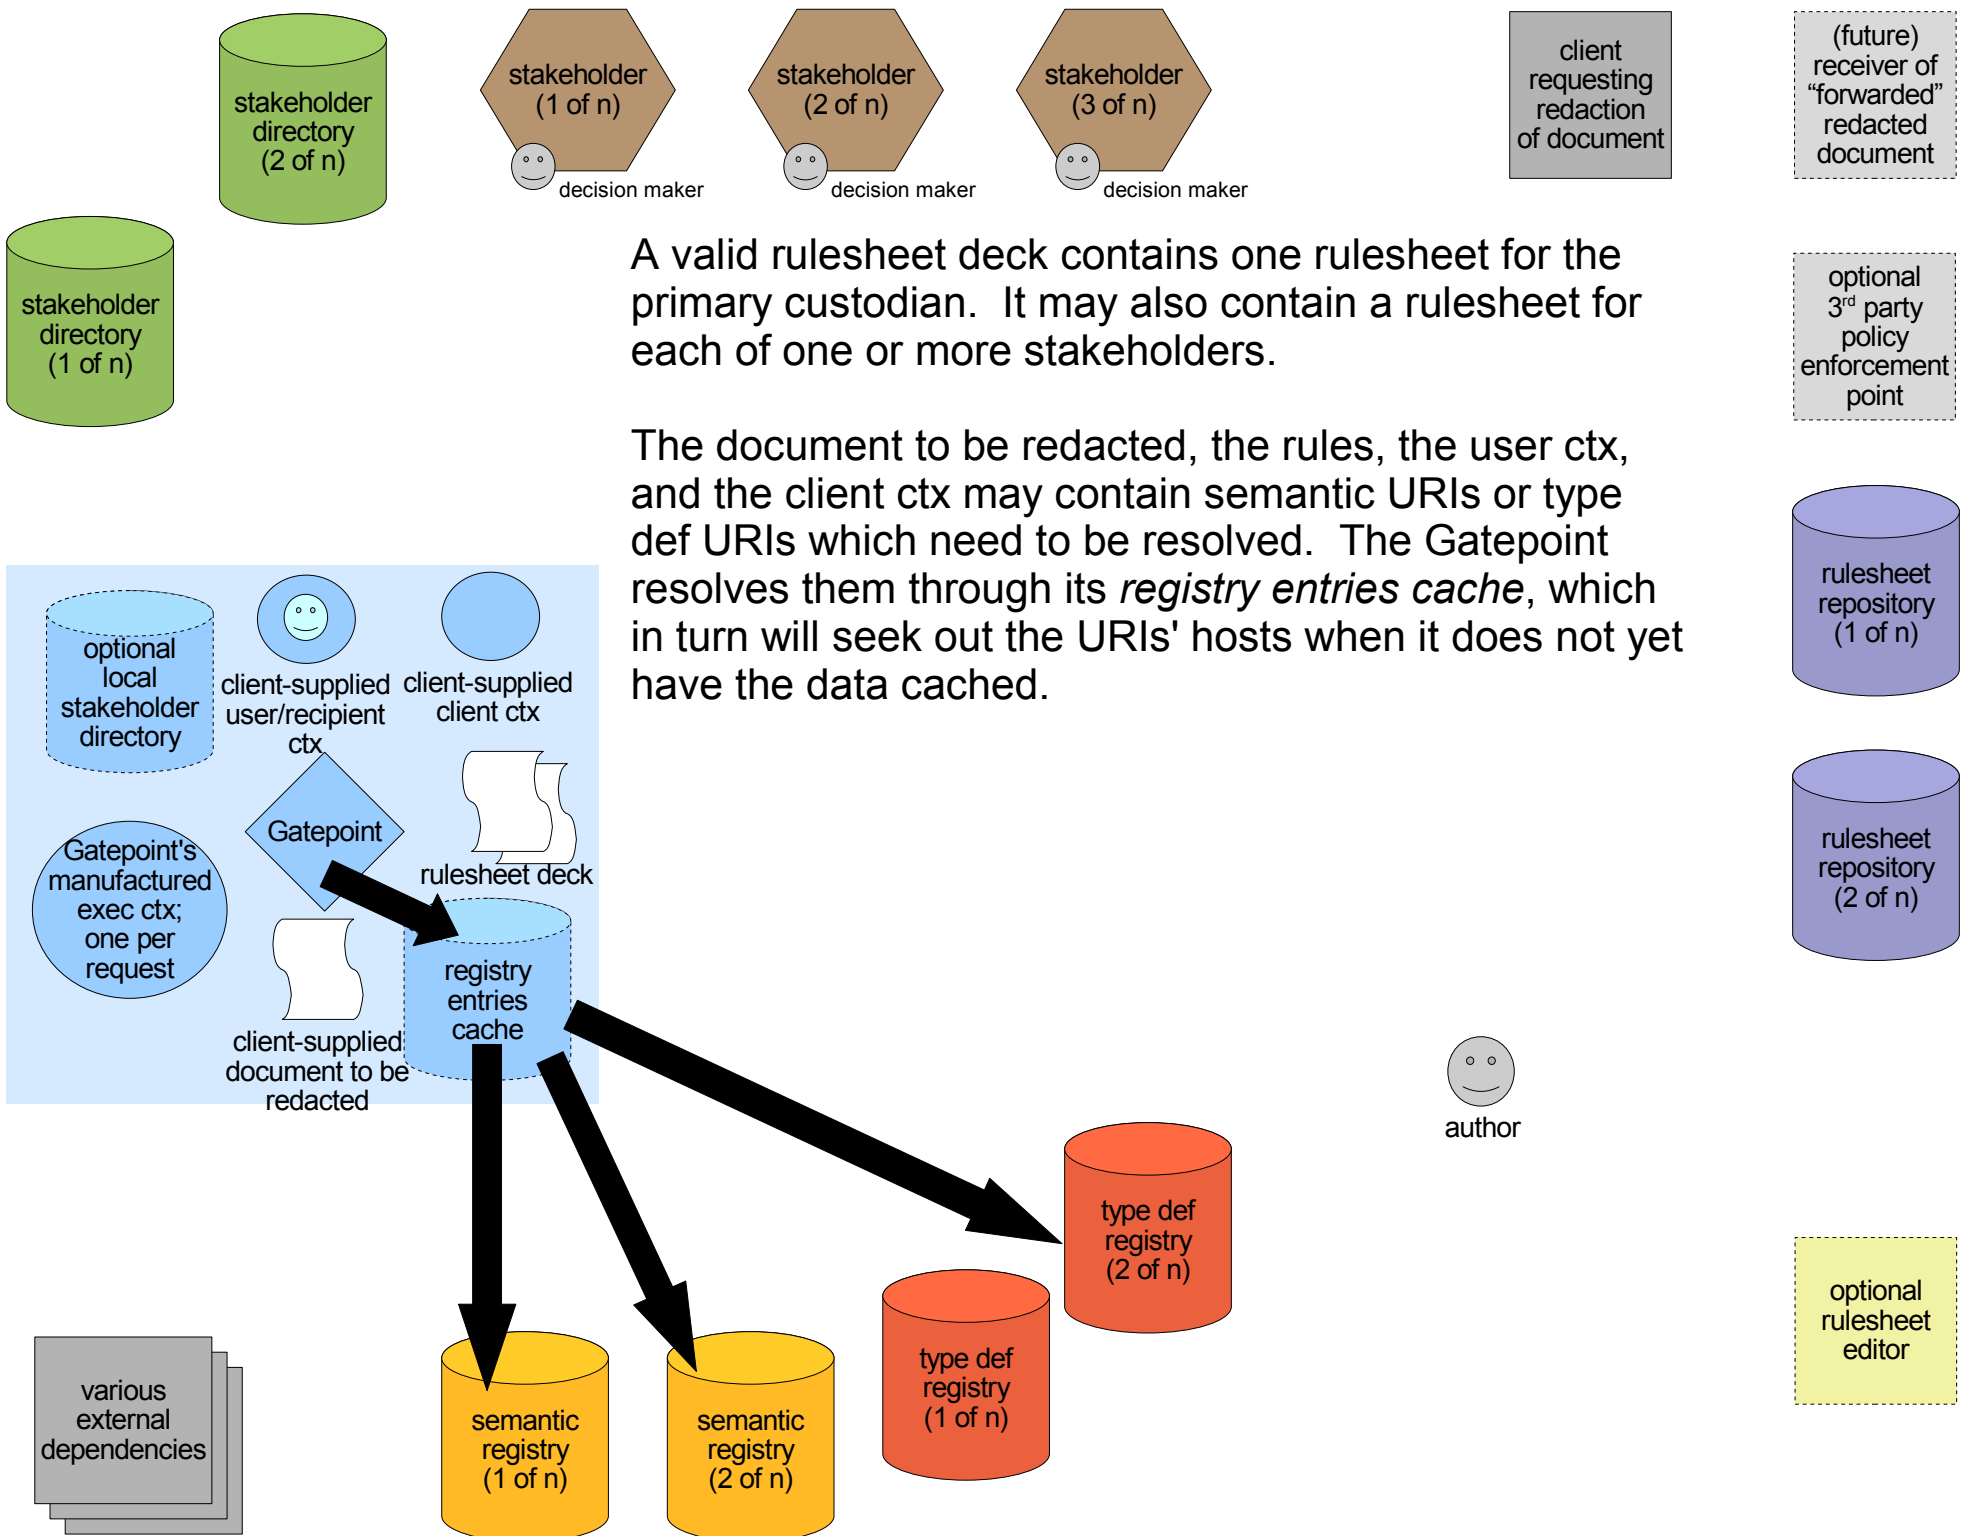 stakeholder
directory
(2 of n)
stakeholder
(1 of n)
decision maker
stakeholder
(2 of n)
decision maker
stakeholder
(3 of n)
decision maker
client
requesting
redaction
of document
(future)
receiver of
“forwarded”
redacted
document
stakeholder
directory
(1 of n)
A valid rulesheet deck contains one rulesheet for the
primary custodian.  It may also contain a rulesheet for
each of one or more stakeholders.
The document to be redacted, the rules, the user ctx,
and the client ctx may contain semantic URIs or type
def URIs which need to be resolved.  The Gatepoint
resolves them through its registry entries cache, which
in turn will seek out the URIs' hosts when it does not yet
have the data cached.
optional
3rd party
policy
enforcement
point
rulesheet
repository
(1 of n)
rulesheet
repository
(2 of n)
optional
local
stakeholder
directory
client-supplied
user/recipient
ctx
client-supplied
client ctx
Gatepoint
rulesheet deck
Gatepoint's
manufactured
exec ctx;
one per
request
client-supplied
document to be
redacted
registry
entries
cache
author
type def
registry
(2 of n)
type def
registry
(1 of n)
optional
rulesheet
editor
various
external
dependencies
semantic
registry
(1 of n)
semantic
registry
(2 of n)